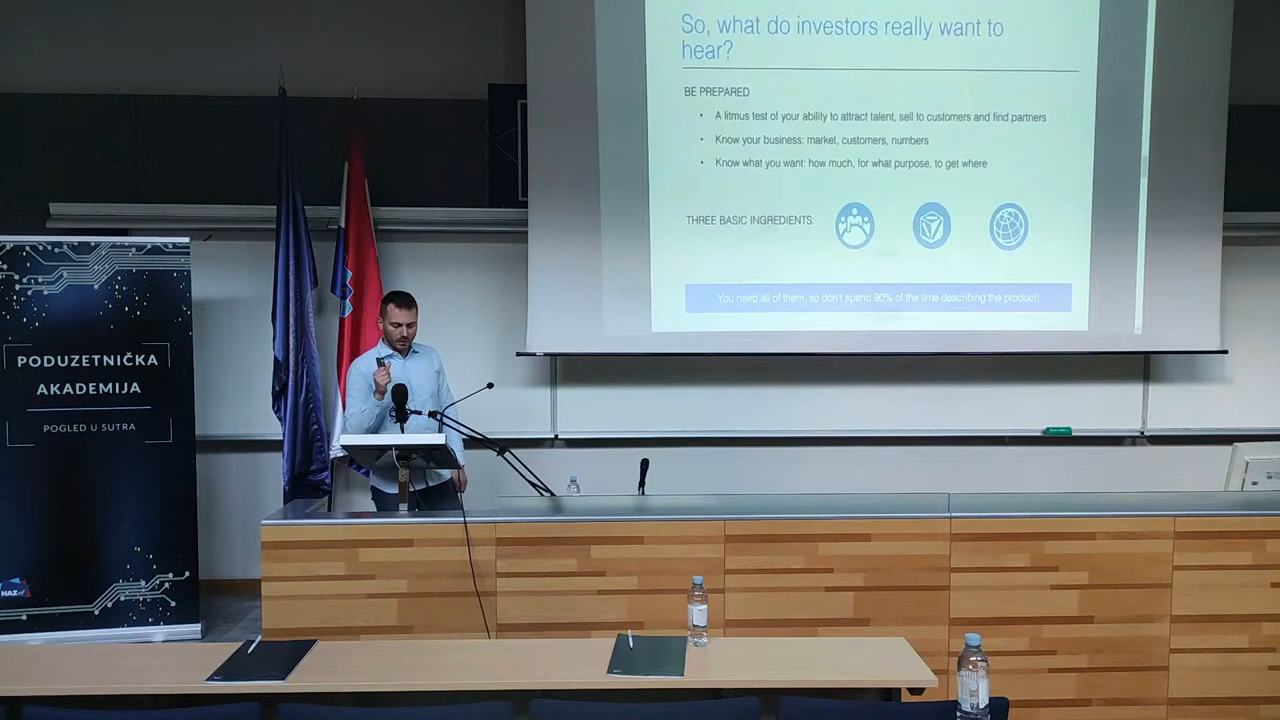 So, what do investors really want to
hear?
BE PREPARED
• A litmus test of your ability to attract talent, sell to customers and find partners
• Know your business: market, customers, numbers
• Know what you want: how much, for what purpose, to get where
THREE BASIC INGREDIENTS:
You need all of them, so don't spend 90% of the time describing the product!
PODUZETNIČKA
AKADEMIJA
POGLED U SUTRA
HAZ